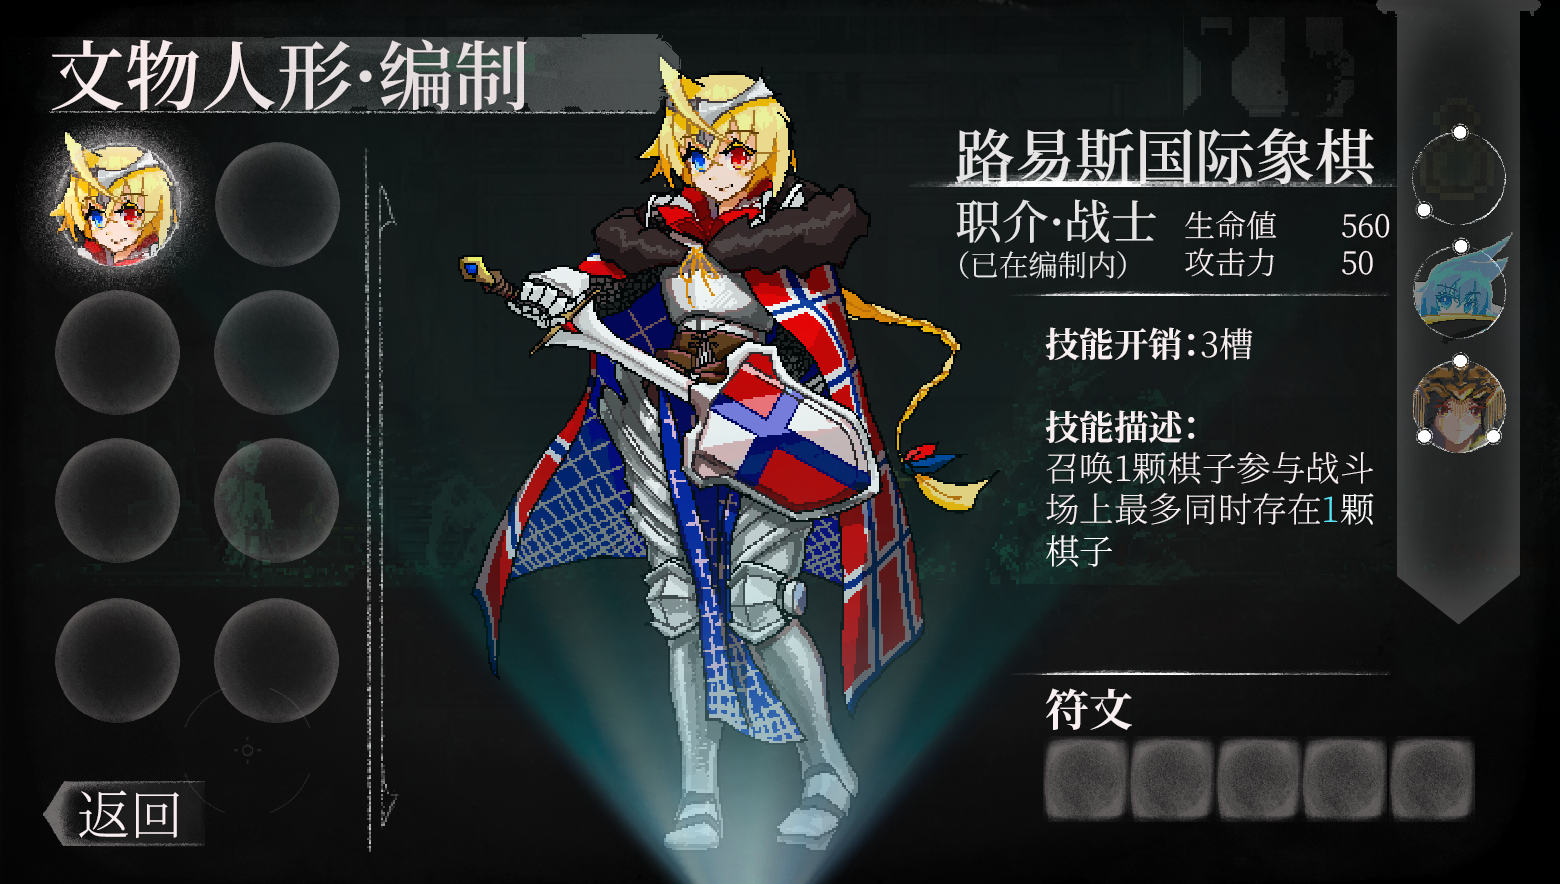 文物人形·编制
路易斯国际象棋
职介·战士
(已在编制内)
生命值 560
攻击力 50
技能开销:3槽
技能描述:
召唤1颗棋子参与战斗
场上最多同时存在1颗
棋子
符文
返回